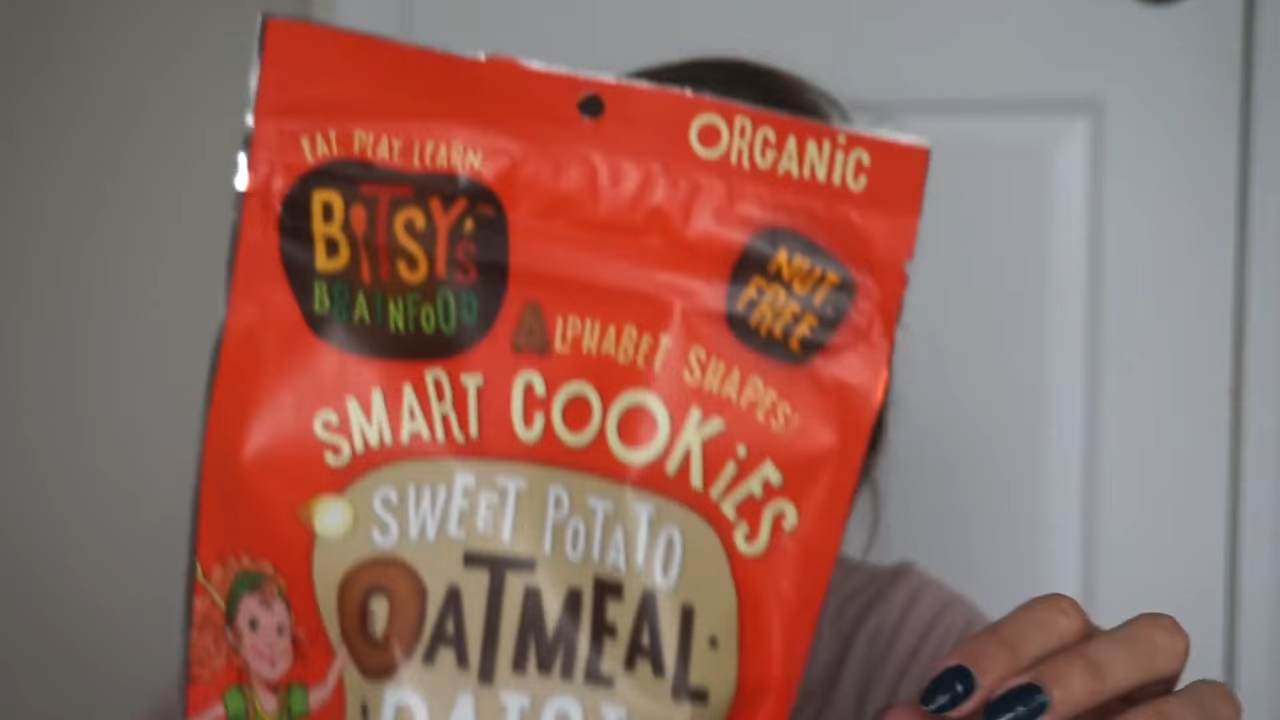 ORGANIC
EAT PLAY LEARN
BiTSY'S
BRAiNFOOD
NUT
FREE
ALPHABET SHAPES!
SMART COOKiES
SWEET POTATO
OATMEAL